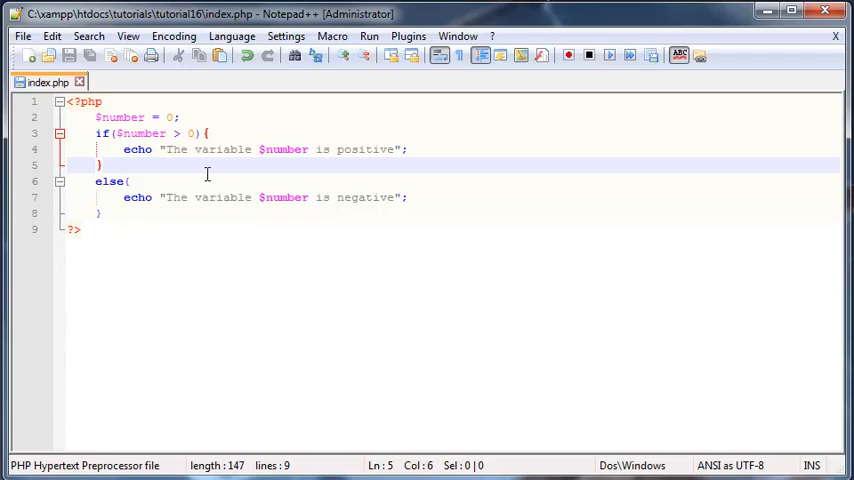 C:\xampp\htdocs\tutorials\tutorial16\index.php - Notepad++ [Administrator]
File Edit Search View Encoding Language Settings Macro Run Plugins Window ? X
ABC
index.php
1 <?php
2 $number = 0;
3 if($number > 0){
4 echo "The variable $number is positive";
5 }
6 else{
7 echo "The variable $number is negative";
8 }
9 ?>
PHP Hypertext Preprocessor file length : 147 lines : 9 Ln : 5 Col : 6 Sel : 0 | 0 Dos\Windows ANSI as UTF-8 INS